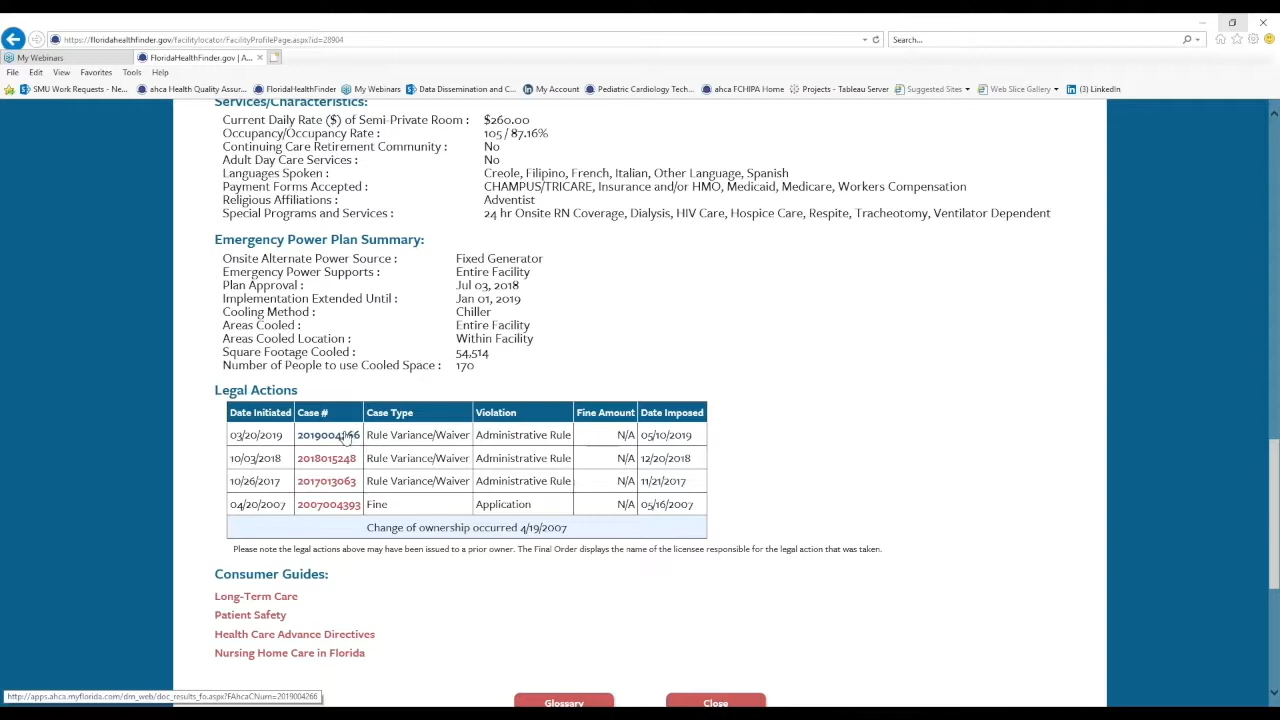 https://floridahealthfinder.gov/facilitylocator/FacilityProfilePage.aspx?id=28904
Search...
My Webinars
FloridaHealthFinder.gov | A...
File Edit View Favorites Tools Help
SMU Work Requests - Ne... ahca Health Quality Assur... FloridaHealthFinder My Webinars Data Dissemination and C... My Account Pediatric Cardiology Tech... ahca FCHIPA Home Projects - Tableau Server Suggested Sites Web Slice Gallery (3) LinkedIn
Services/Characteristics:
Current Daily Rate ($) of Semi-Private Room : $260.00
Occupancy/Occupancy Rate : 105 / 87.16%
Continuing Care Retirement Community : No
Adult Day Care Services : No
Languages Spoken : Creole, Filipino, French, Italian, Other Language, Spanish
Payment Forms Accepted : CHAMPUS/TRICARE, Insurance and/or HMO, Medicaid, Medicare, Workers Compensation
Religious Affiliations : Adventist
Special Programs and Services : 24 hr Onsite RN Coverage, Dialysis, HIV Care, Hospice Care, Respite, Tracheotomy, Ventilator Dependent
Emergency Power Plan Summary:
Onsite Alternate Power Source : Fixed Generator
Emergency Power Supports : Entire Facility
Plan Approval : Jul 03, 2018
Implementation Extended Until : Jan 01, 2019
Cooling Method : Chiller
Areas Cooled : Entire Facility
Areas Cooled Location : Within Facility
Square Footage Cooled : 54,514
Number of People to use Cooled Space : 170
Legal Actions
Date Initiated Case # Case Type Violation Fine Amount Date Imposed
03/20/2019 2019004266 Rule Variance/Waiver Administrative Rule N/A 05/10/2019
10/03/2018 2018015248 Rule Variance/Waiver Administrative Rule N/A 12/20/2018
10/26/2017 2017013063 Rule Variance/Waiver Administrative Rule N/A 11/21/2017
04/20/2007 2007004393 Fine Application N/A 05/16/2007
Change of ownership occurred 4/19/2007
Please note the legal actions above may have been issued to a prior owner. The Final Order displays the name of the licensee responsible for the legal action that was taken.
Consumer Guides:
Long-Term Care
Patient Safety
Health Care Advance Directives
Nursing Home Care in Florida
http://apps.ahca.myflorida.com/dm_web/doc_results_fo.aspx?FAhcaCNum=2019004266
Glossary Close